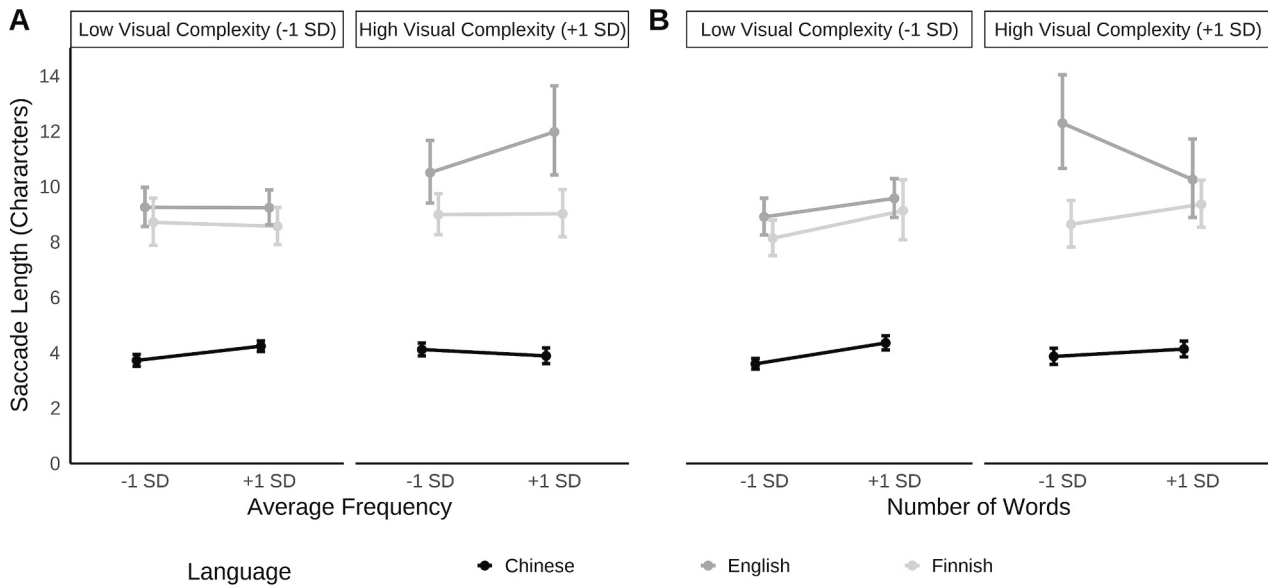 A
Low Visual Complexity (-1 SD)
High Visual Complexity (+1 SD)
B
Low Visual Complexity (-1 SD)
High Visual Complexity (+1 SD)
Saccade Length (Chararcters)
14
12
10
8
6
4
2
0
-1 SD
+1 SD
-1 SD
+1 SD
Average Frequency
-1 SD
+1 SD
-1 SD
+1 SD
Number of Words
Language
Chinese
English
Finnish